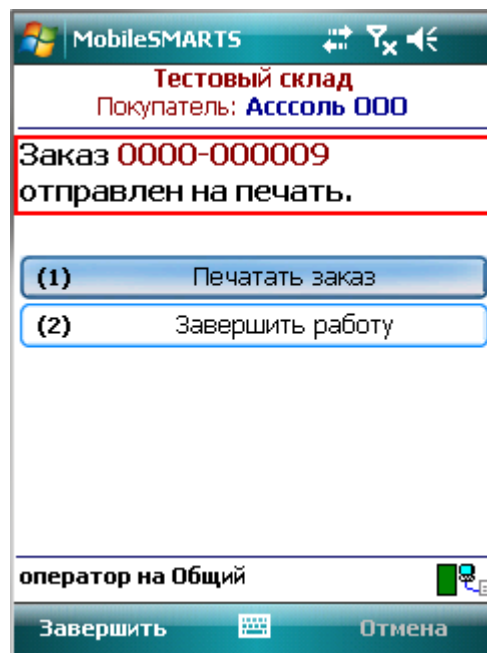 MobileSMARTS
Тестовый склад
Покупатель: Асссоль ООО
Заказ 0000-000009
отправлен на печать.
(1) Печатать заказ
(2) Завершить работу
оператор на Общий
Завершить Отмена